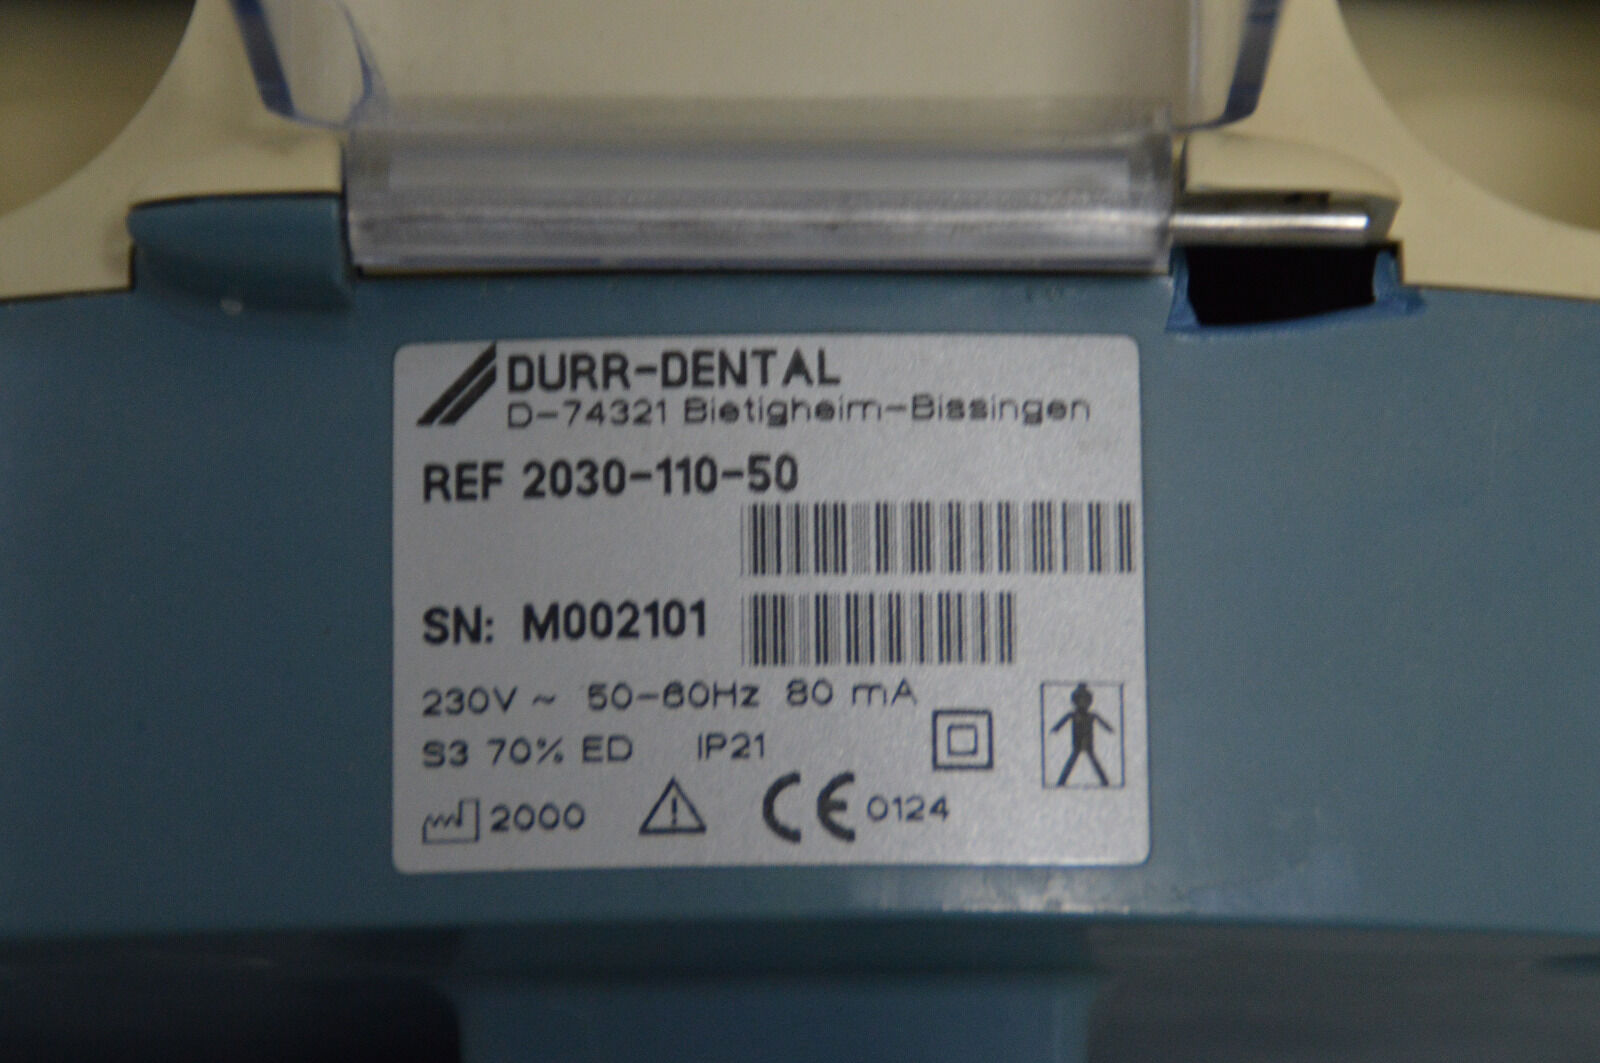 DURR-DENTAL
D-74321 Bietigheim-Bissingen
REF 2030-110-50
SN: M002101
230V ~ 50-60Hz 80 mA
S3 70% ED IP21
2000 CE 0124